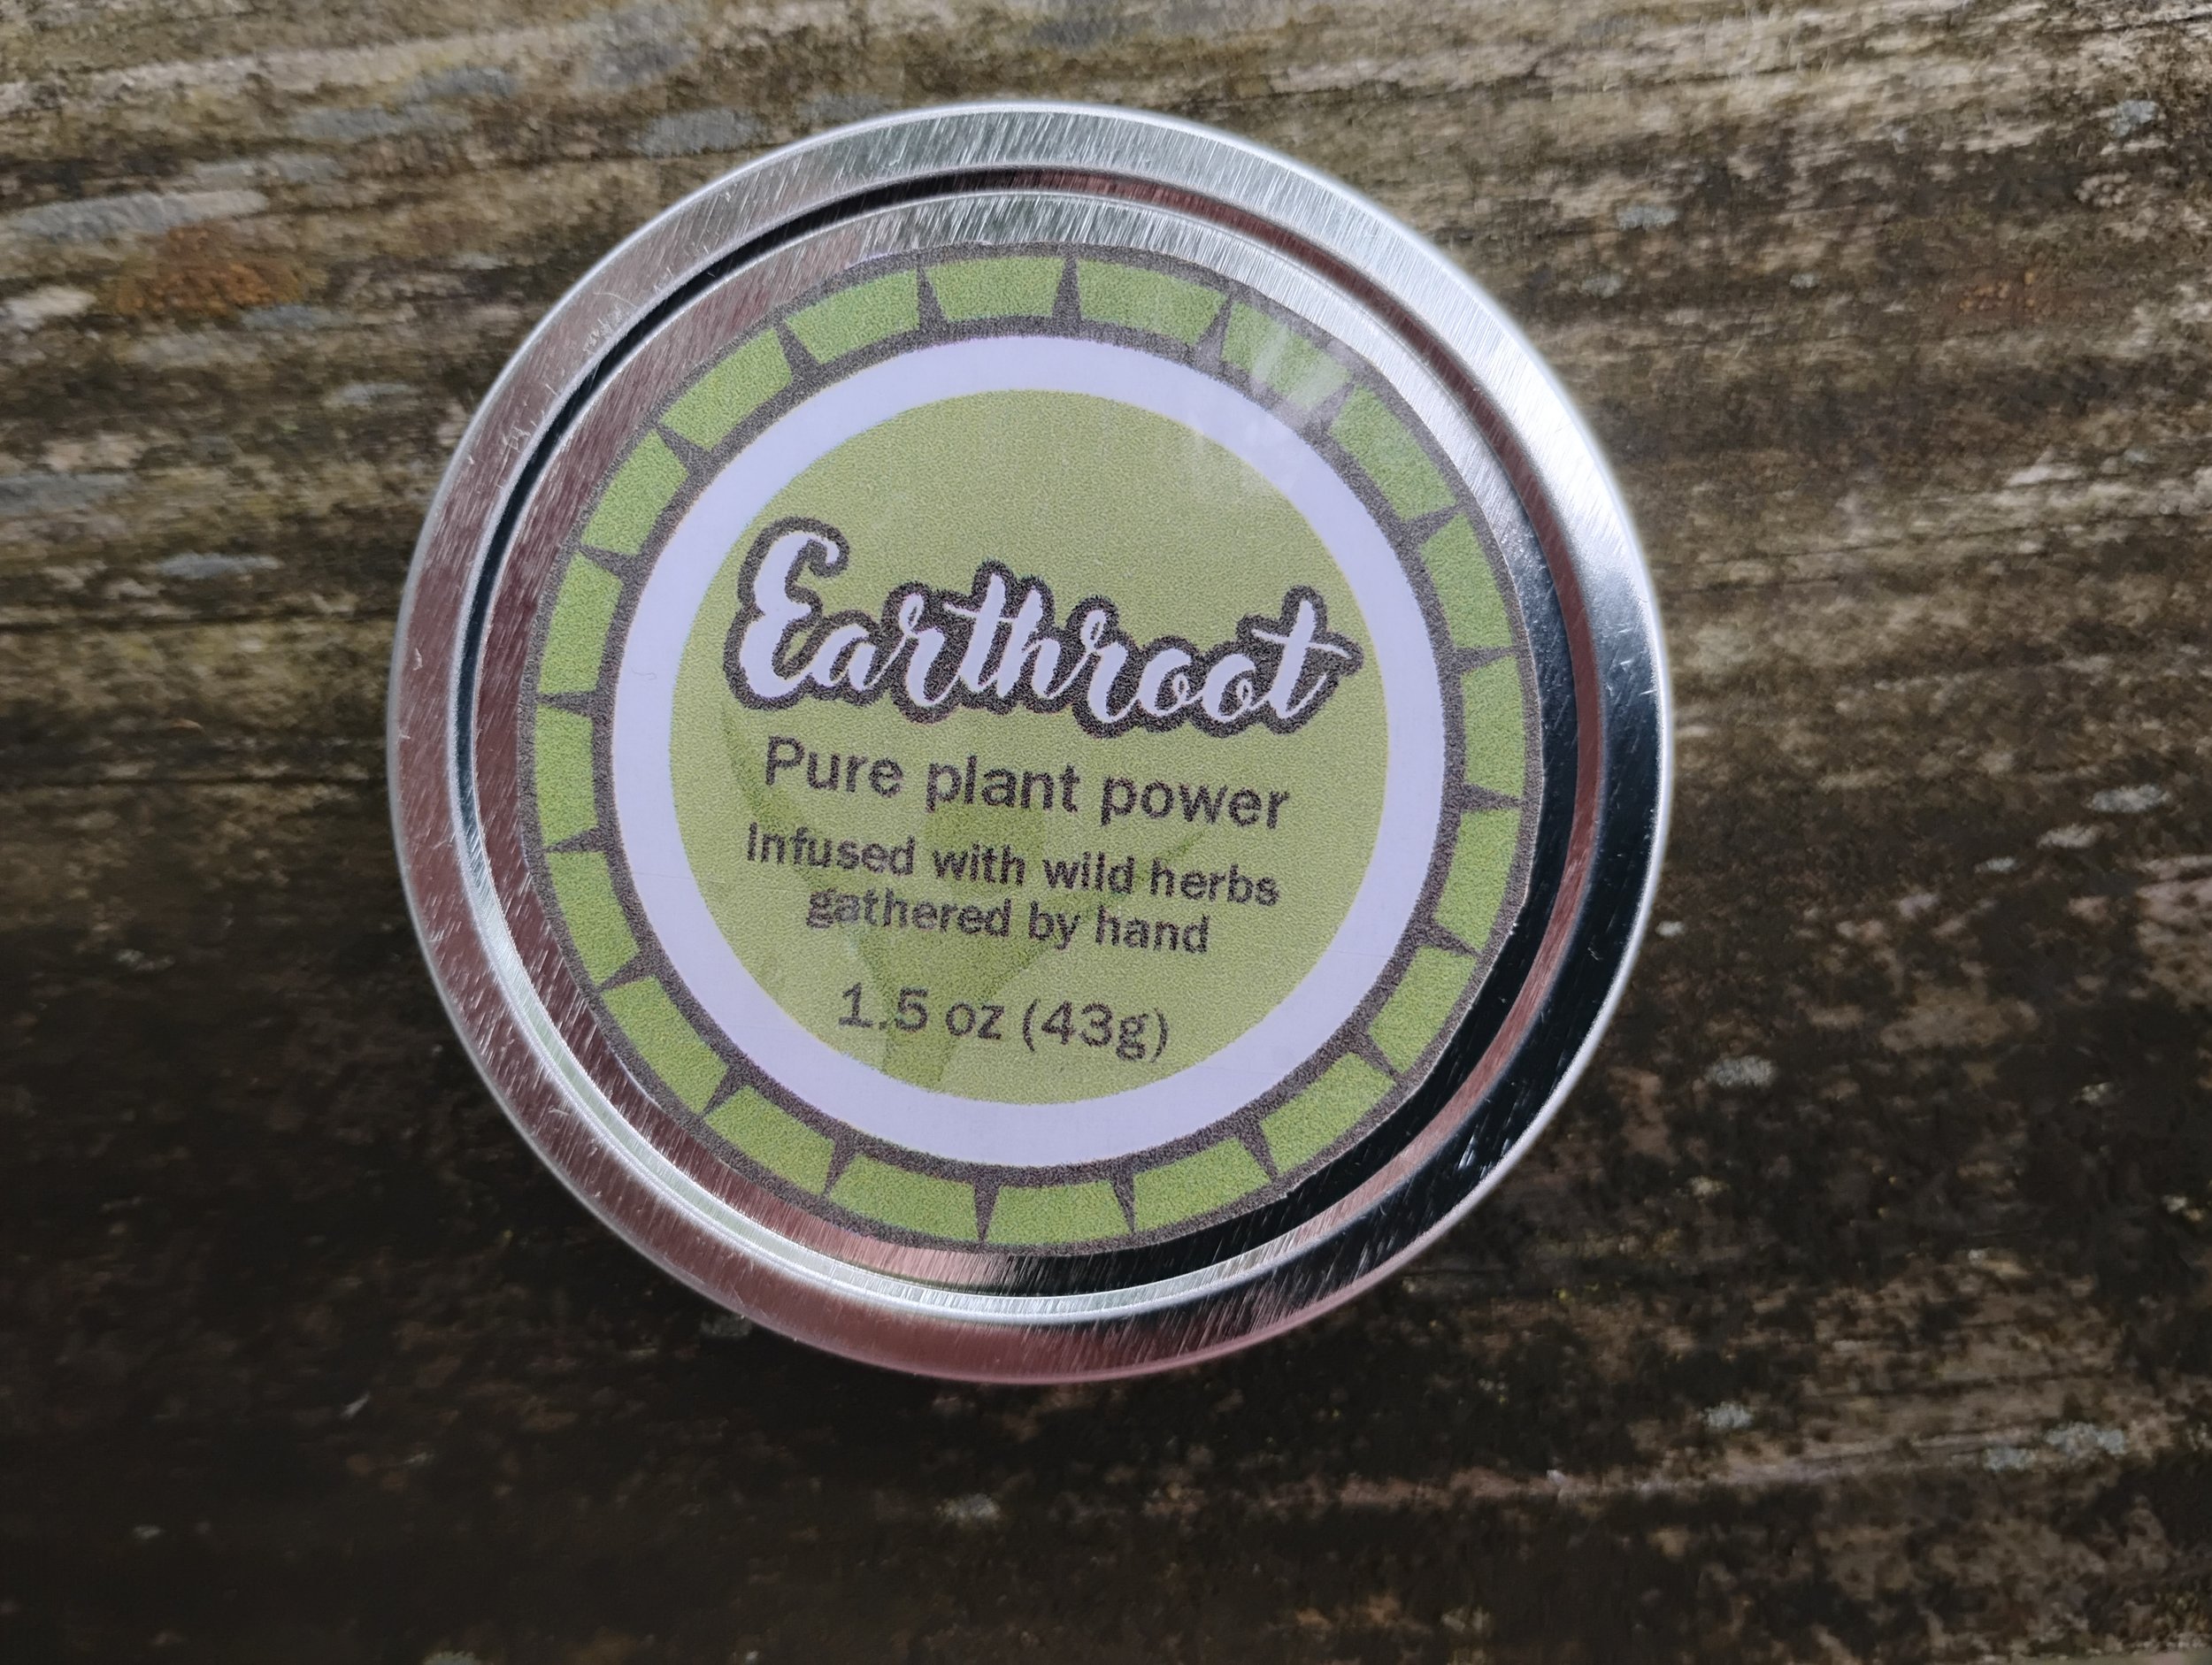 Earthroot
Pure plant power
Infused with wild herbs
gathered by hand
1.5 oz (43g)